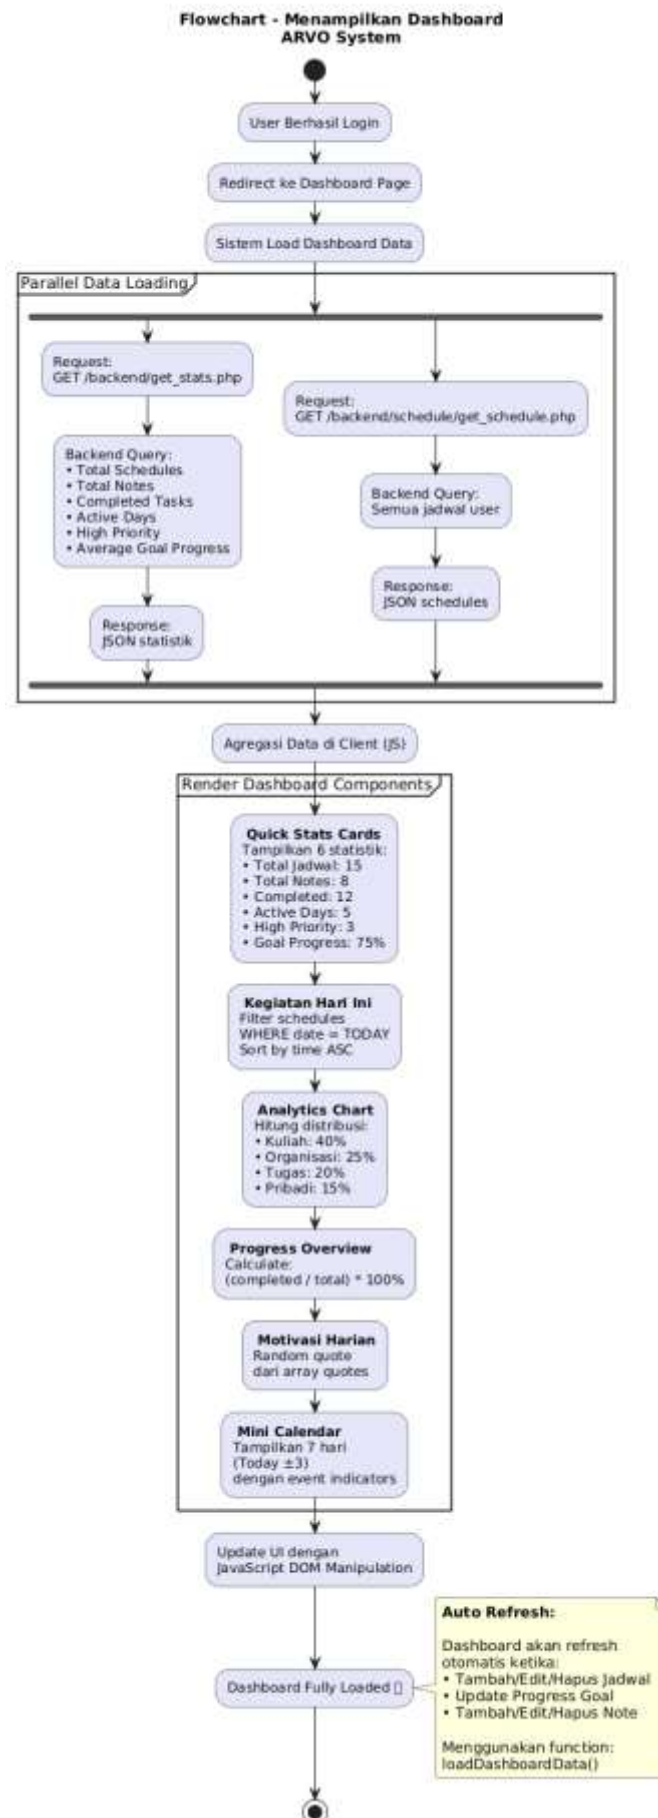 Flowchart - Menampilkan Dashboard
ARVO System
User Berhasil Login
Redirect ke Dashboard Page
Sistem Load Dashboard Data
Parallel Data Loading
Request:
GET /backend/get_stats.php
Backend Query:
• Total Schedules
• Total Notes
• Completed Tasks
• Active Days
• High Priority
• Average Goal Progress
Response:
JSON statistik
Request:
GET /backend/schedule/get_schedule.php
Backend Query:
Semua jadwal user
Response:
JSON schedules
Agregasi Data di Client (JS)
Render Dashboard Components
Quick Stats Cards
Tampilkan 6 statistik:
• Total Jadwal: 15
• Total Notes: 8
• Completed: 12
• Active Days: 5
• High Priority: 3
• Goal Progress: 75%
Kegiatan Hari Ini
Filter schedules
WHERE date = TODAY
Sort by time ASC
Analytics Chart
Hitung distribusi:
• Kuliah: 40%
• Organisasi: 25%
• Tugas: 20%
• Pribadi: 15%
Progress Overview
Calculate:
(completed / total) * 100%
Motivasi Harian
Random quote
dari array quotes
Mini Calendar
Tampilkan 7 hari
(Today ±3)
dengan event indicators
Update UI dengan
JavaScript DOM Manipulation
Dashboard Fully Loaded
Auto Refresh:
Dashboard akan refresh
otomatis ketika:
• Tambah/Edit/Hapus Jadwal
• Update Progress Goal
• Tambah/Edit/Hapus Note
Menggunakan function:
loadDashboardData()